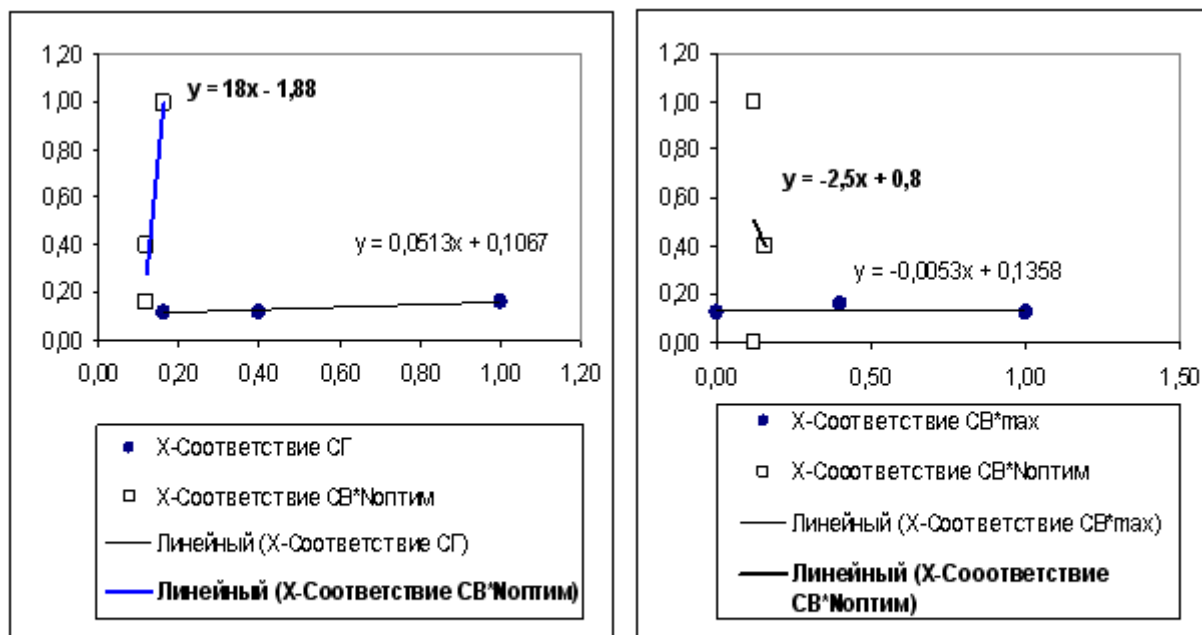 1,20
1,00
0,80
0,60
0,40
0,20
0,00
y = 18x - 1,88
y = 0,0513x + 0,1067
0,00 0,20 0,40 0,60 0,80 1,00 1,20
Х-Соответствие СГ
Х-Соответствие СВ*Nоптим
Линейный (Х-Соответствие СГ)
Линейный (Х-Соответствие СВ*Nоптим)
1,20
1,00
0,80
0,60
0,40
0,20
0,00
y = -2,5x + 0,8
y = -0,0053x + 0,1358
0,00 0,50 1,00 1,50
Х-Соответствие СВ*max
Х-Сооответствие СВ*Nоптим
Линейный (Х-Соответствие СВ*max)
Линейный (Х-Сооответствие
СВ*Nоптим)